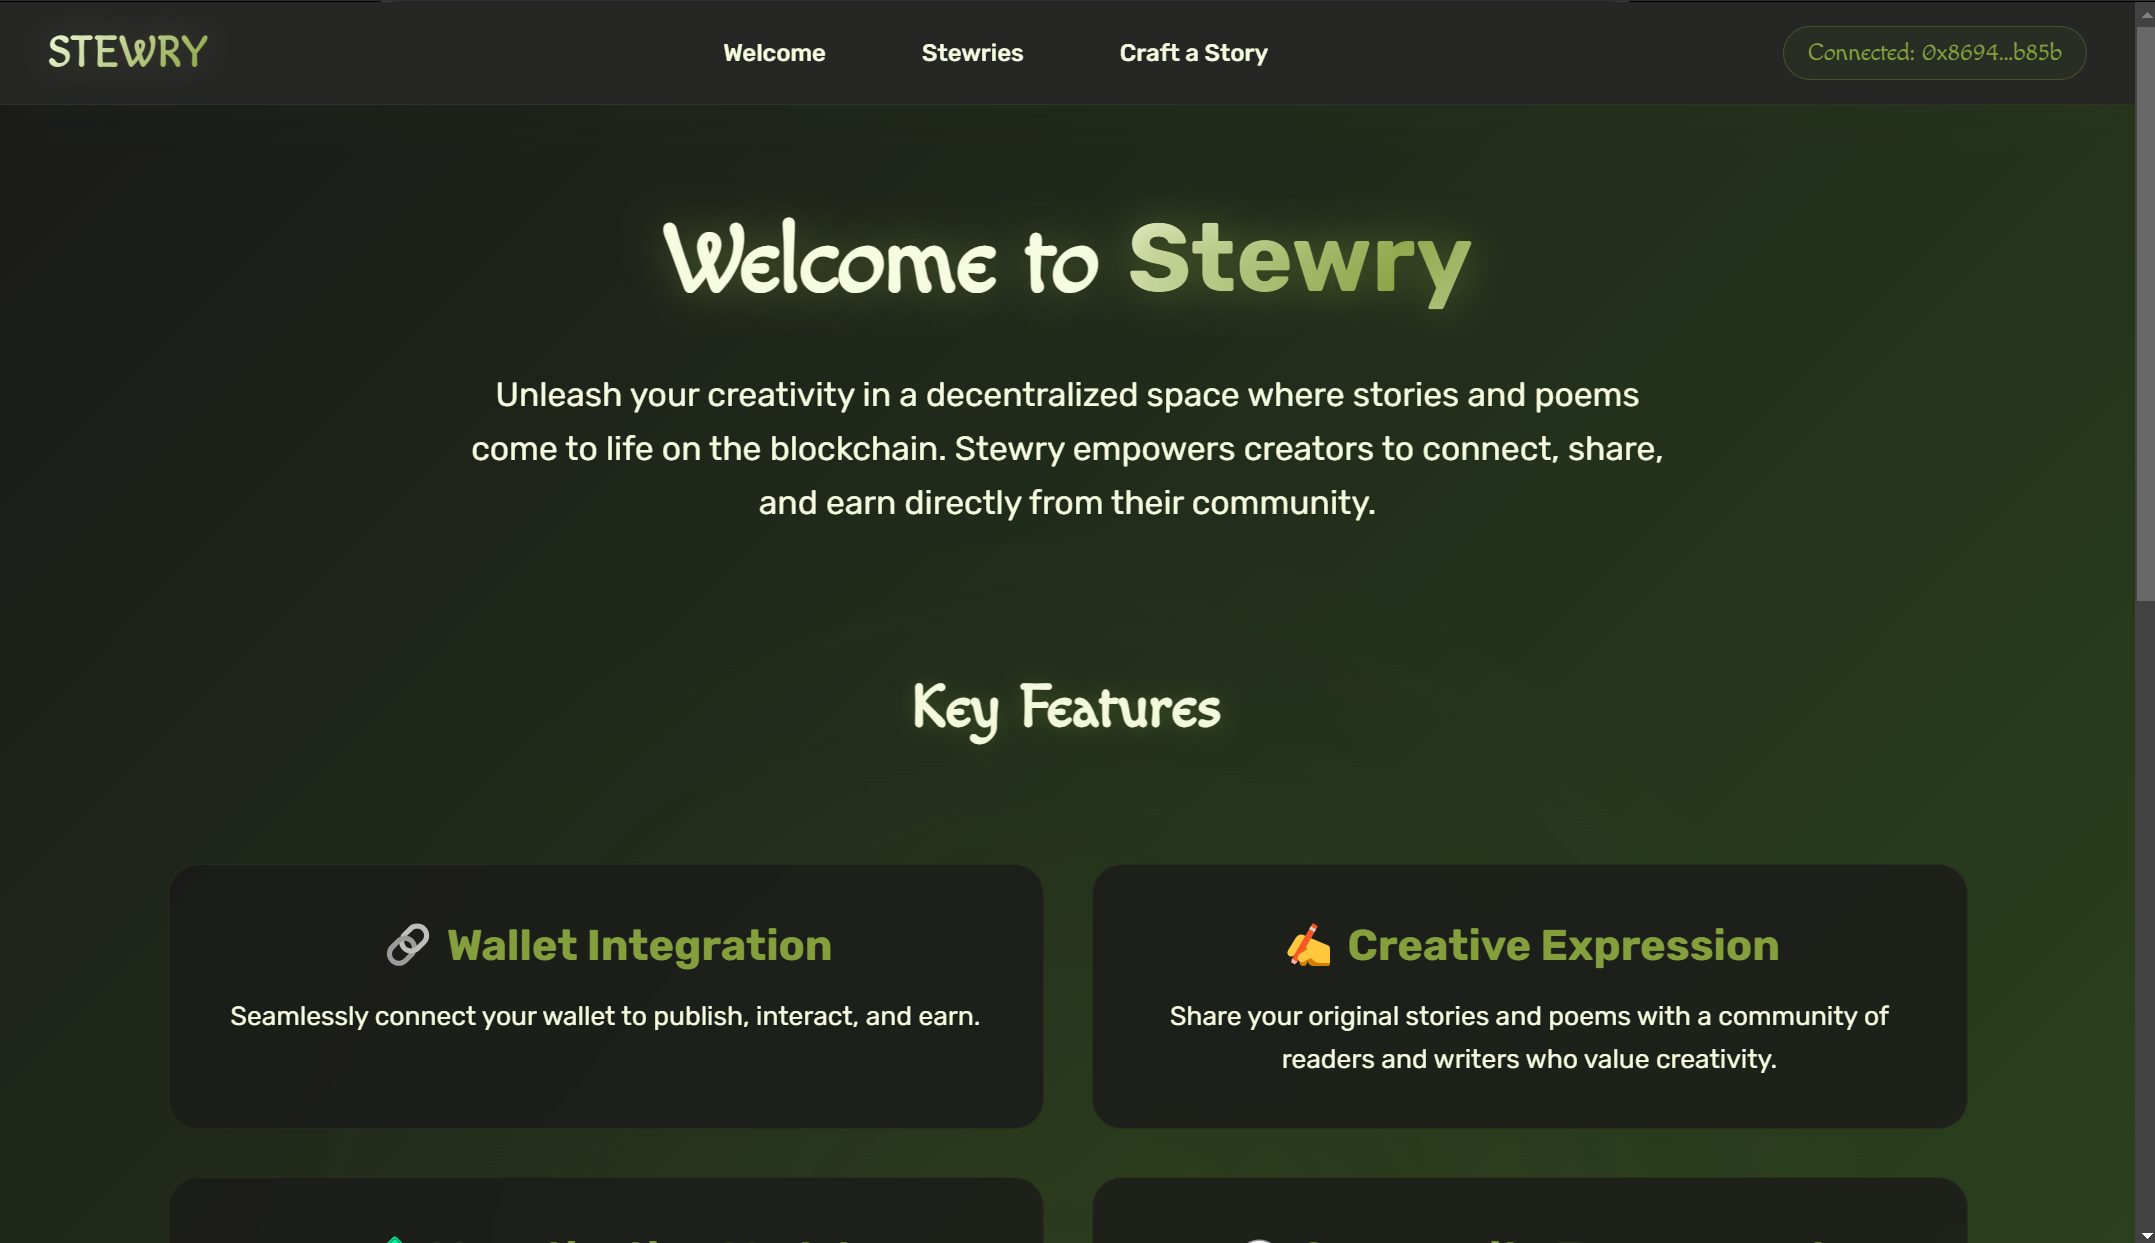 STEWRY
Welcome
Stewries
Craft a Story
Connected: 0x8694...b85b
Welcome to Stewry
Unleash your creativity in a decentralized space where stories and poems
come to life on the blockchain. Stewry empowers creators to connect, share,
and earn directly from their community.
Key Features
Wallet Integration
Seamlessly connect your wallet to publish, interact, and earn.
Creative Expression
Share your original stories and poems with a community of
readers and writers who value creativity.